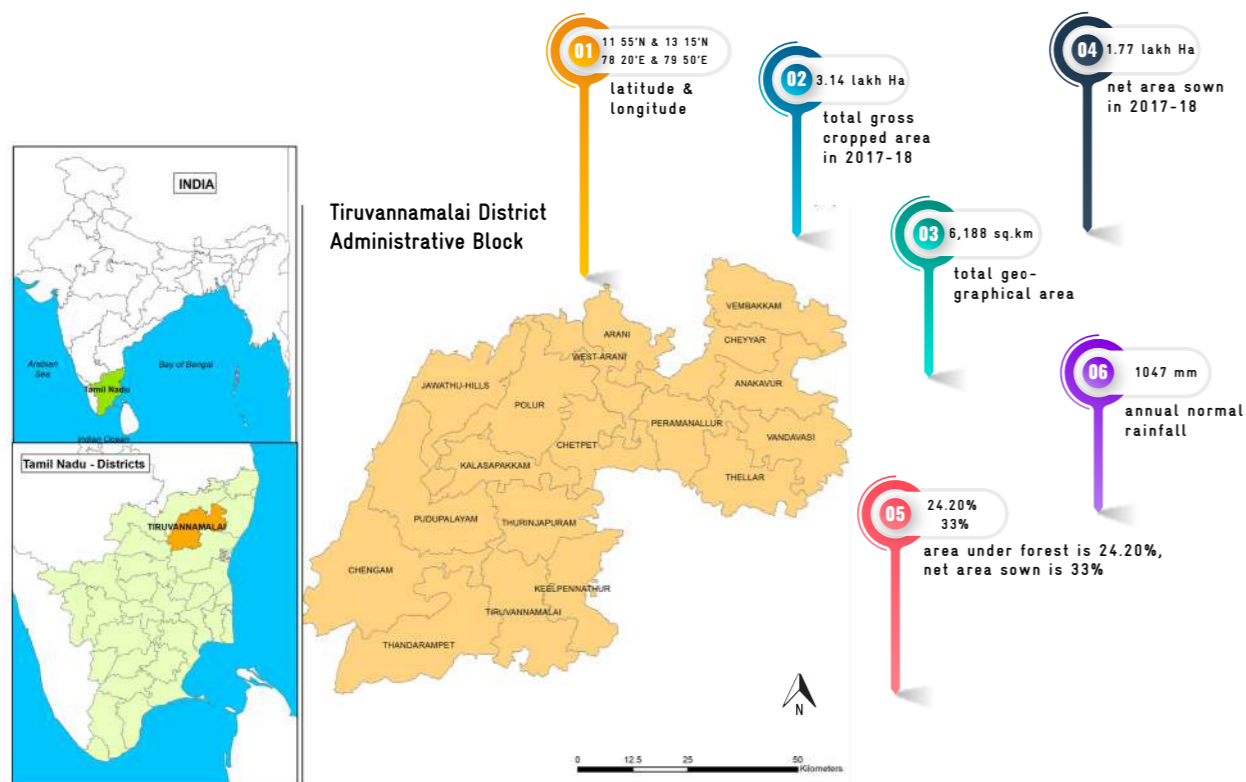 01
11 55'N & 13 15'N
78 20'E & 79 50'E
latitude &
longitude
02
3.14 lakh Ha
total gross
cropped area
in 2017-18
04
1.77 lakh Ha
net area sown
in 2017-18
03
6,188 sq.km
total geo-
graphical area
06
1047 mm
annual normal
rainfall
05
24.20%
33%
area under forest is 24.20%,
net area sown is 33%
INDIA
Arabian
Sea
Bay of Bengal
Tamil Nadu
Indian Ocean
Tamil Nadu - Districts
TIRUVANNAMALAI
Tiruvannamalai District
Administrative Block
VEMBAKKAM
ARANI
CHEYYAR
WEST-ARANI
JAWATHU-HILLS
ANAKAVUR
POLUR
PERAMANALLUR
VANDAVASI
CHETPET
KALASAPAKKAM
THELLAR
PUDUPALAYAM
THURINJAPURAM
CHENGAM
KEELPENNATHUR
TIRUVANNAMALAI
THANDARAMPET
N
0 12.5 25 50
Kilometers